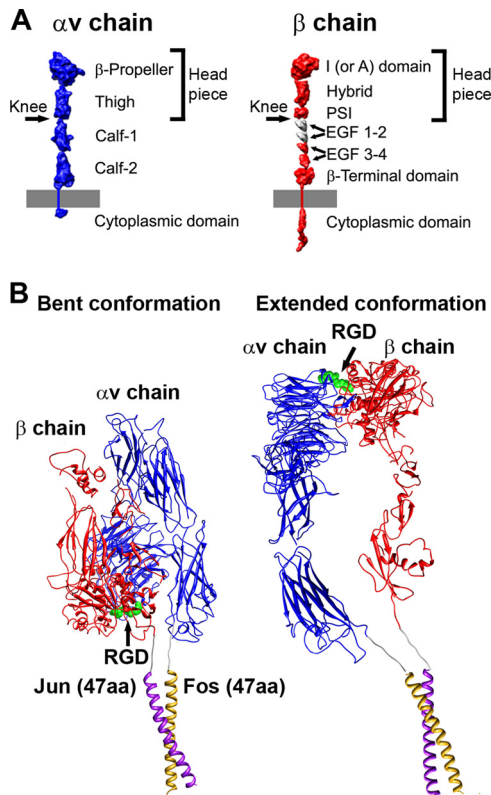 A
αv chain
β-Propeller
Thigh
Head
piece
Knee
Calf-1
Calf-2
Cytoplasmic domain
β chain
I (or A) domain
Hybrid
Head
piece
PSI
Knee
EGF 1-2
EGF 3-4
β-Terminal domain
Cytoplasmic domain
B
Bent conformation
αv chain
β chain
RGD
Jun (47aa)
Fos (47aa)
Extended conformation
RGD
αv chain
β chain